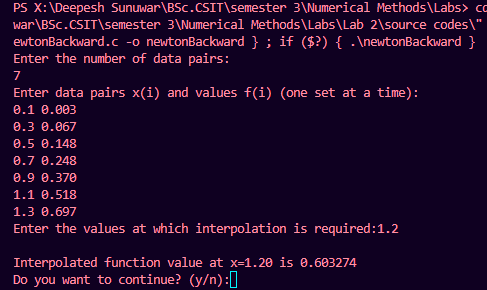 PS X:\Deepesh Sunuwar\BSc.CSIT\semester 3\Numerical Methods\Labs> cd
war\BSc.CSIT\semester 3\Numerical Methods\Labs\Lab 2\source codes\"
ewtonBackward.c -o newtonBackward } ; if ($?) { .\newtonBackward }
Enter the number of data pairs:
7
Enter data pairs x(i) and values f(i) (one set at a time):
0.1 0.003
0.3 0.067
0.5 0.148
0.7 0.248
0.9 0.370
1.1 0.518
1.3 0.697
Enter the values at which interpolation is required:1.2
Interpolated function value at x=1.20 is 0.603274
Do you want to continue? (y/n):